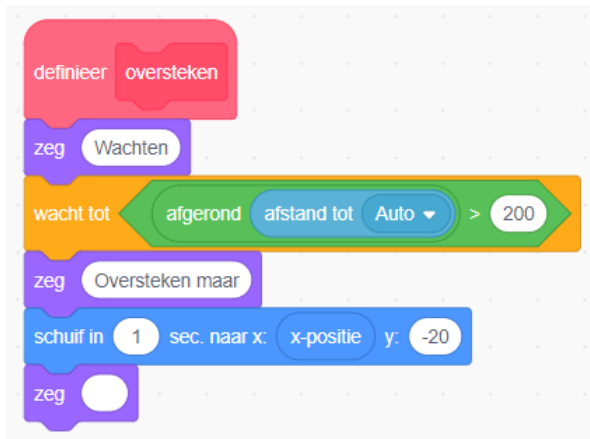 definieer oversteken
zeg Wachten
wacht tot afgerond afstand tot Auto > 200
zeg Oversteken maar
schuif in 1 sec. naar x: x-positie y: -20
zeg